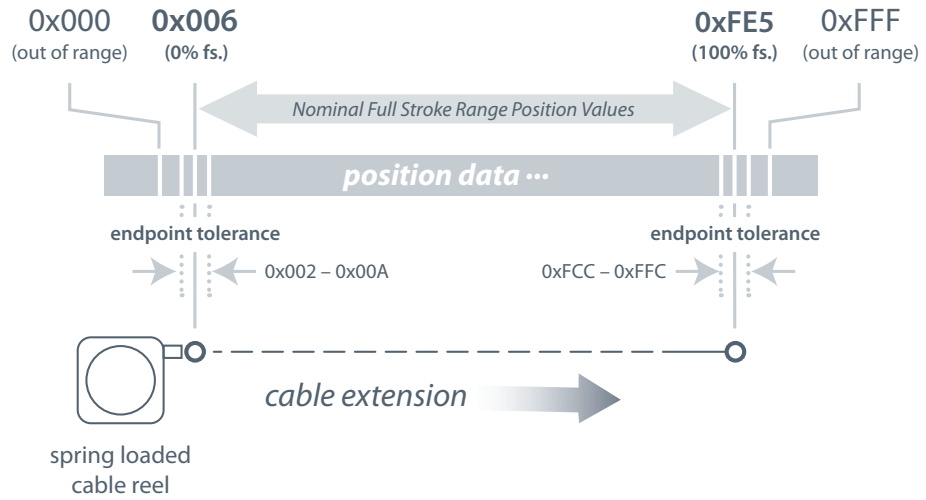 0x000
(out of range)
0x006
(0% fs.)
0xFE5
(100% fs.)
0xFFF
(out of range)
Nominal Full Stroke Range Position Values
position data ...
endpoint tolerance
endpoint tolerance
0x002 – 0x00A
0xFCC – 0xFFC
cable extension
spring loaded
cable reel